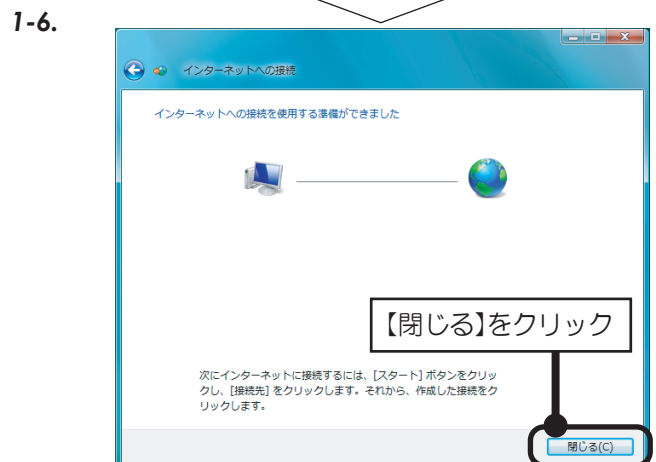 1-6.
インターネットへの接続
インターネットへの接続を使用する準備ができました
【閉じる】をクリック
次にインターネットに接続するには、[スタート] ボタンをクリッ
クし、[接続先] をクリックします。それから、作成した接続をク
リックします。
閉じる(C)